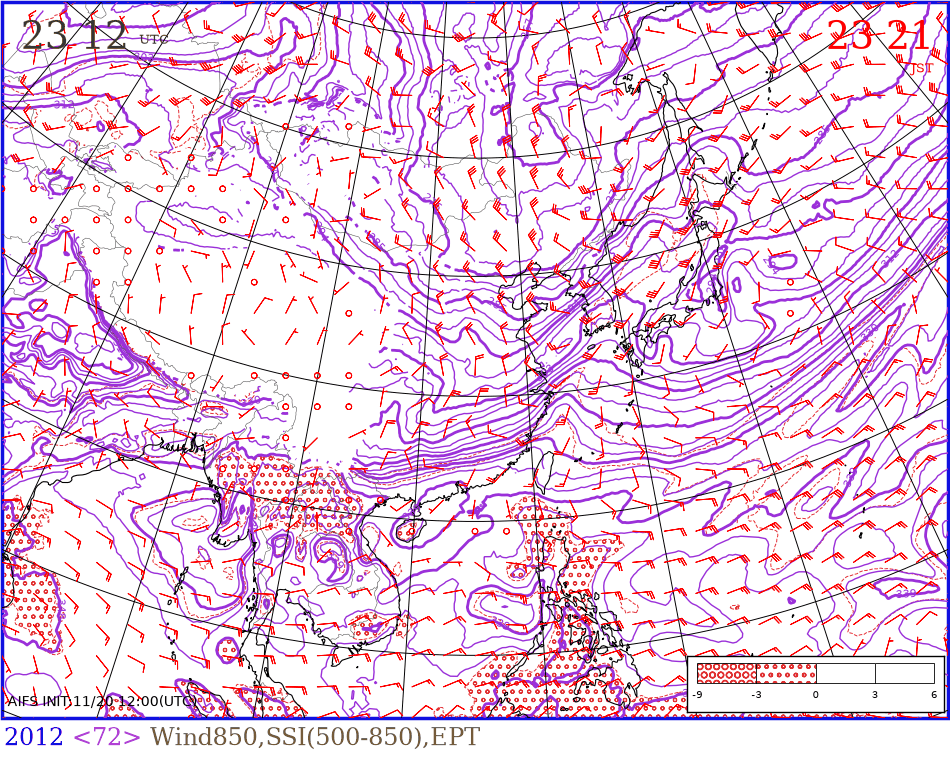 23 12 UTC
23 21
JST
AIFS INIT:11/20 12:00(UTC)
-9 -3 0 3 6
2012 <72> Wind850,SSI(500-850),EPT